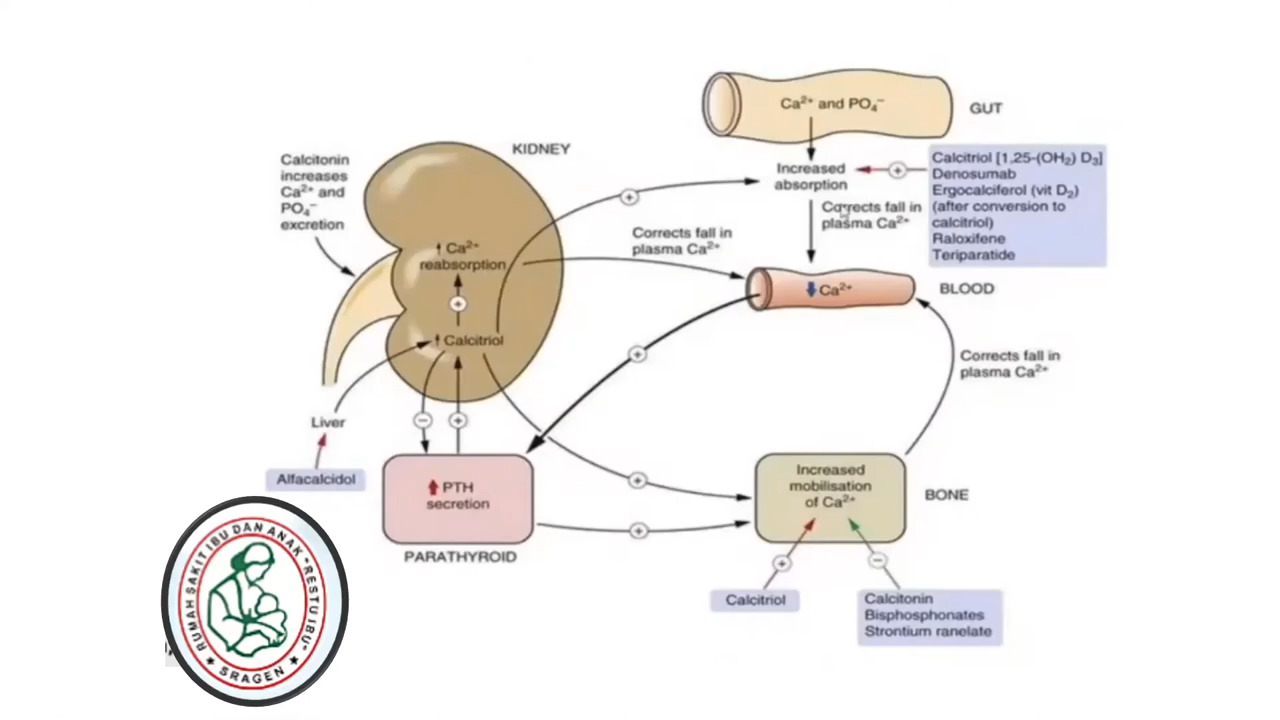 Ca²⁺ and PO₄⁻
GUT
KIDNEY
Calcitonin
increases
Ca²⁺ and
PO₄⁻
excretion
Increased
absorption
+
Calcitriol [1,25-(OH₂) D₃]
Denosumab
Ergocalciferol (vit D₂)
(after conversion to
calcitriol)
Raloxifene
Teriparatide
+
Corrects fall in
plasma Ca²⁺
Corrects fall in
plasma Ca²⁺
↑ Ca²⁺
reabsorption
+
↑ Calcitriol
Ca²⁺
BLOOD
+
Corrects fall in
plasma Ca²⁺
Liver
Alfacalcidol
−
+
PTH
secretion
PARATHYROID
+
+
Increased
mobilisation
of Ca²⁺
BONE
+
−
Calcitriol
Calcitonin
Bisphosphonates
Strontium ranelate
RUMAH SAKIT IBU DAN ANAK "RESTU IBU"
SRAGEN